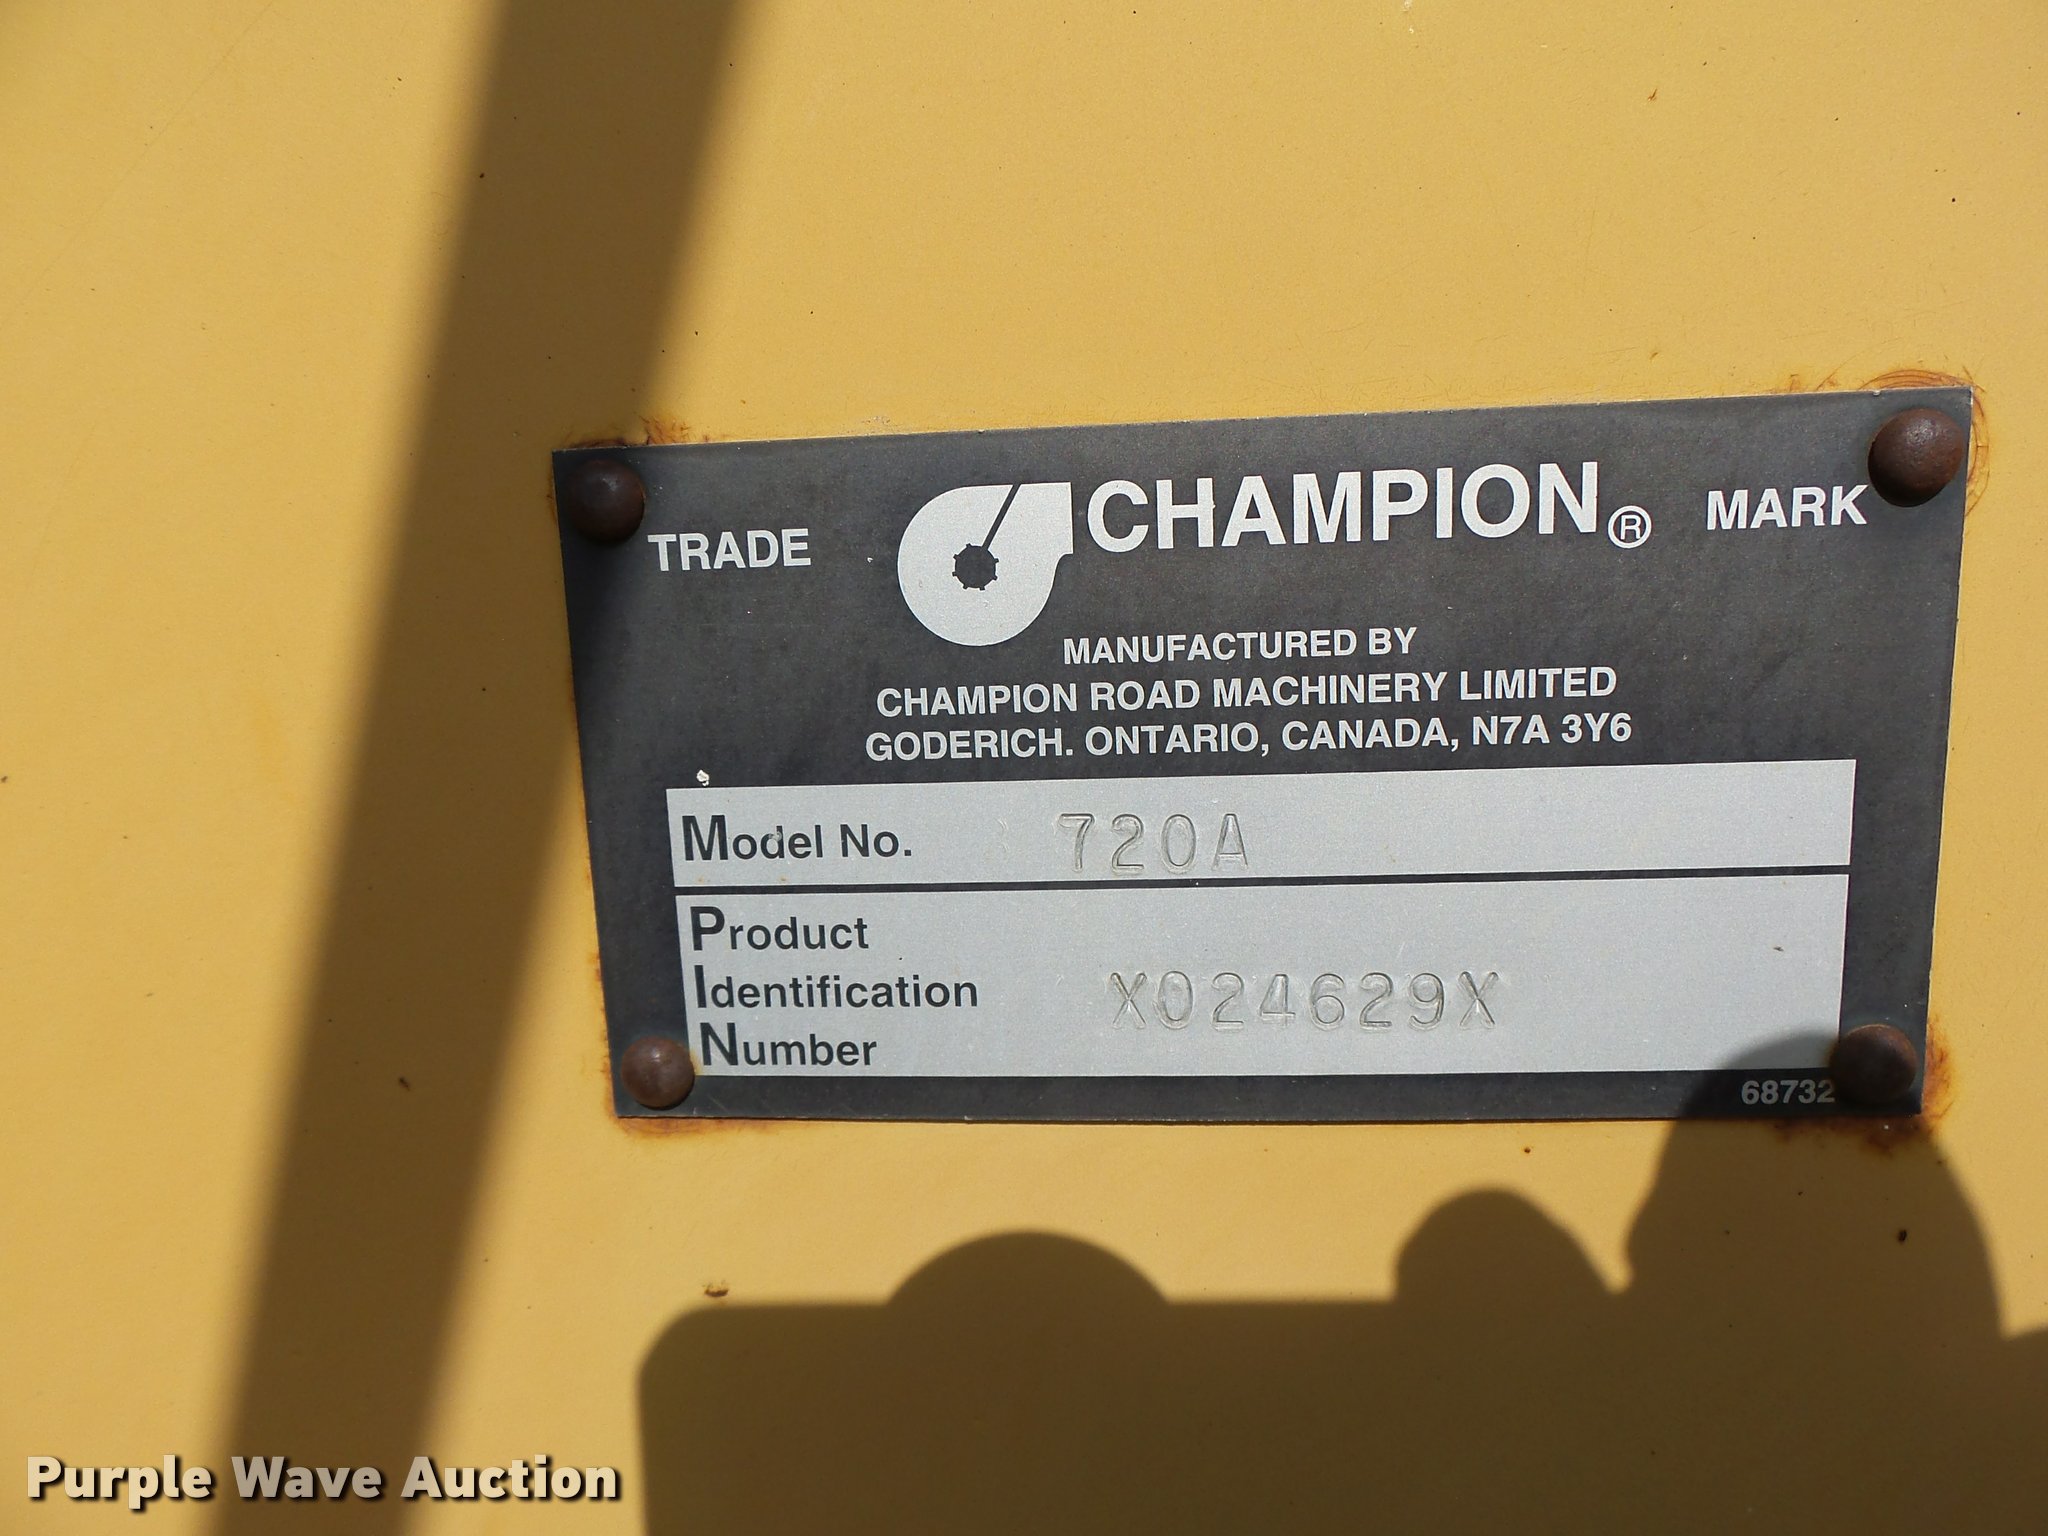 TRADE CHAMPION® MARK
MANUFACTURED BY
CHAMPION ROAD MACHINERY LIMITED
GODERICH. ONTARIO, CANADA, N7A 3Y6
Model No. 720A
Product
Identification X024629X
Number
68732
Purple Wave Auction